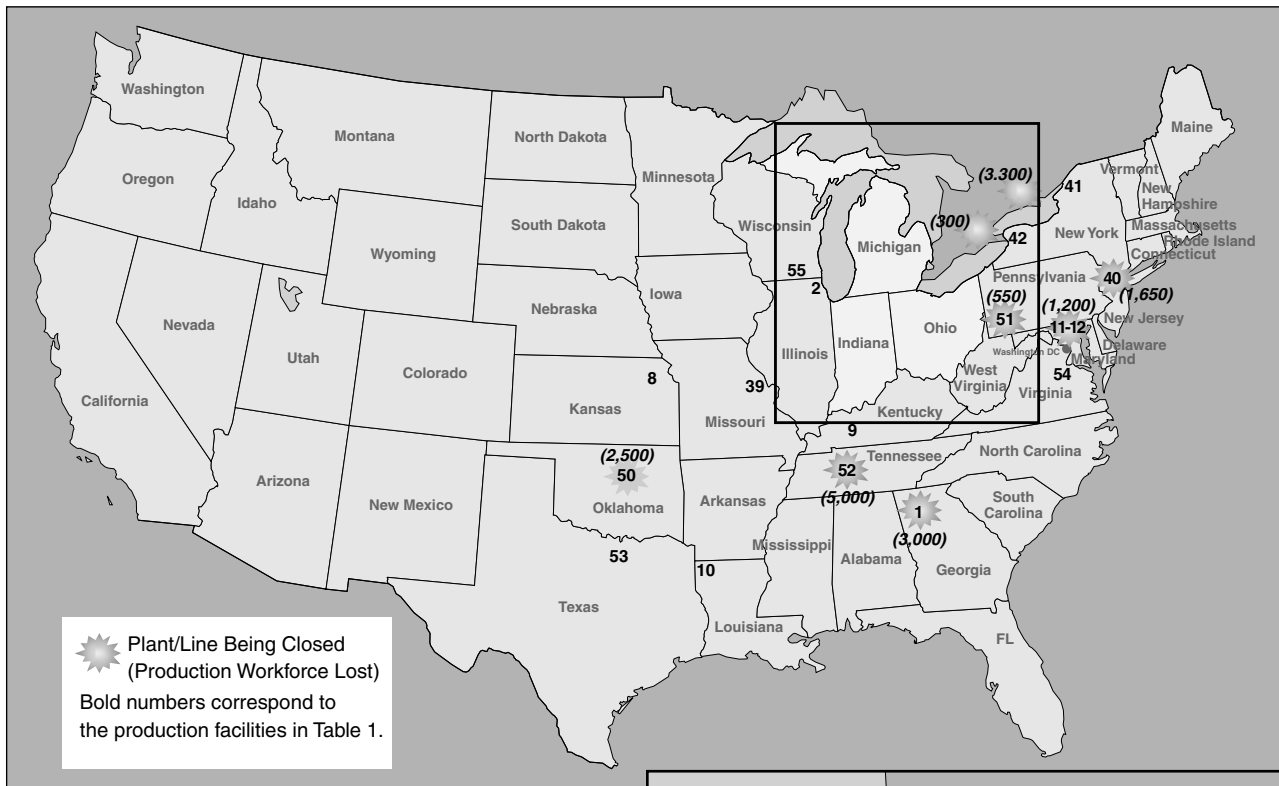 Washington
Montana
North Dakota
Minnesota
Maine
Oregon
Idaho
South Dakota
Wisconsin
Michigan
(3.300)
41
Vermont
New
Hampshire
(300)
42
New York
Massachusetts
Rhode Island
Connecticut
Wyoming
55
2
Pennsylvania
40
(1,650)
Iowa
Nebraska
(550)
51
(1,200)
11-12
New Jersey
Nevada
Utah
Colorado
Illinois
Indiana
Ohio
Washington DC
Delaware
Maryland
California
8
39
West
Virginia
54
Virginia
Kansas
Missouri
Kentucky
9
(2,500)
50
Oklahoma
Tennessee
52
(5,000)
North Carolina
Arizona
New Mexico
Arkansas
South
Carolina
1
(3,000)
Mississippi
Alabama
Georgia
53
10
Texas
Louisiana
FL
Plant/Line Being Closed
(Production Workforce Lost)
Bold numbers correspond to
the production facilities in Table 1.